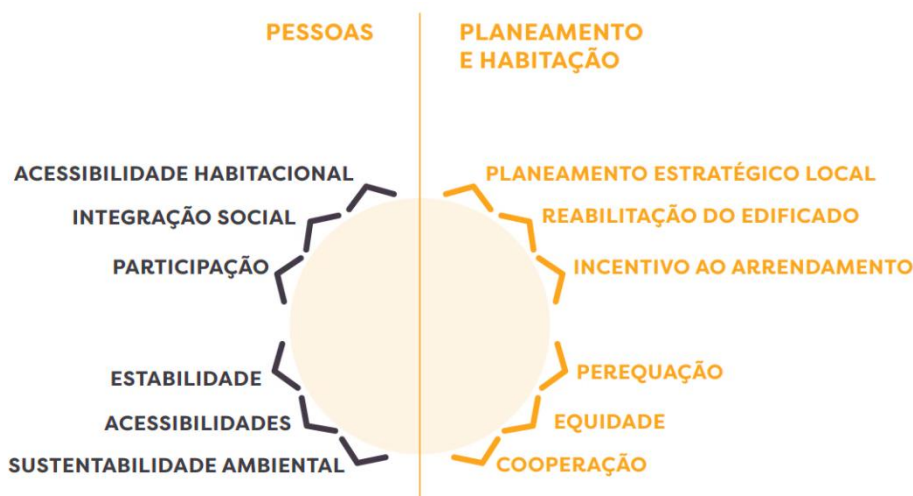 PESSOAS
PLANEAMENTO
E HABITAÇÃO
ACESSIBILIDADE HABITACIONAL
INTEGRAÇÃO SOCIAL
PARTICIPAÇÃO
ESTABILIDADE
ACESSIBILIDADES
SUSTENTABILIDADE AMBIENTAL
PLANEAMENTO ESTRATÉGICO LOCAL
REABILITAÇÃO DO EDIFICADO
INCENTIVO AO ARRENDAMENTO
PEREQUAÇÃO
EQUIDADE
COOPERAÇÃO